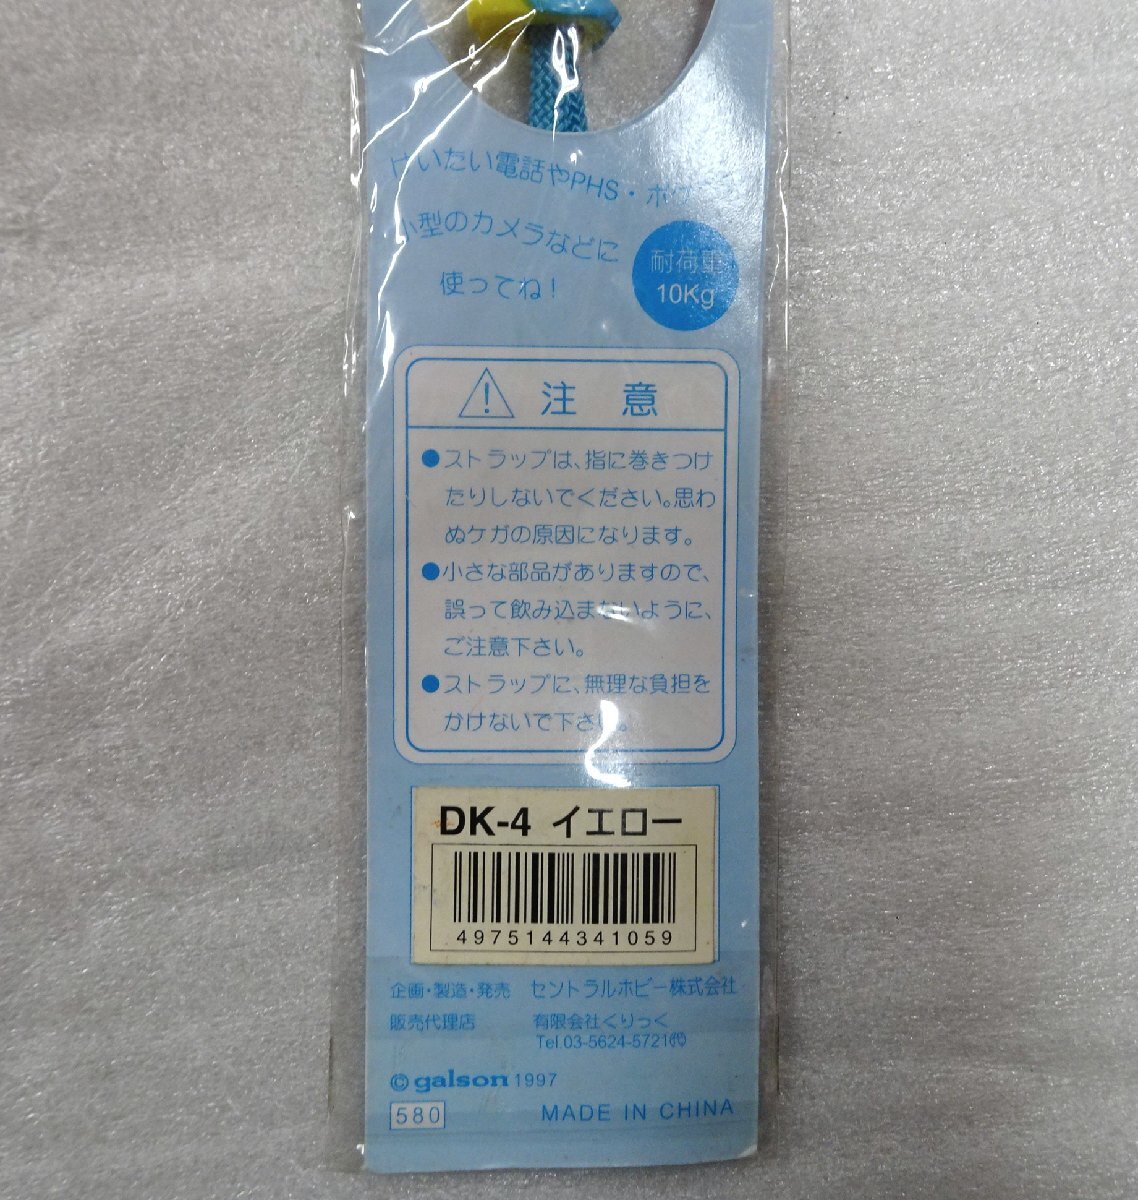 けいたい電話やPHS・ポケ
小型のカメラなどに
使ってね!
耐荷重
10Kg
注 意
●ストラップは、指に巻きつけ
たりしないでください。思わ
ぬケガの原因になります。
●小さな部品がありますので、
誤って飲み込まないように、
ご注意下さい。
●ストラップに、無理な負担を
かけないで下さい。
DK-4 イエロー
4975144341059
企画・製造・発売 セントラルホビー株式会社
販売代理店 有限会社くりっく
Tel.03-5624-5721㈹
©galson 1997
580
MADE IN CHINA